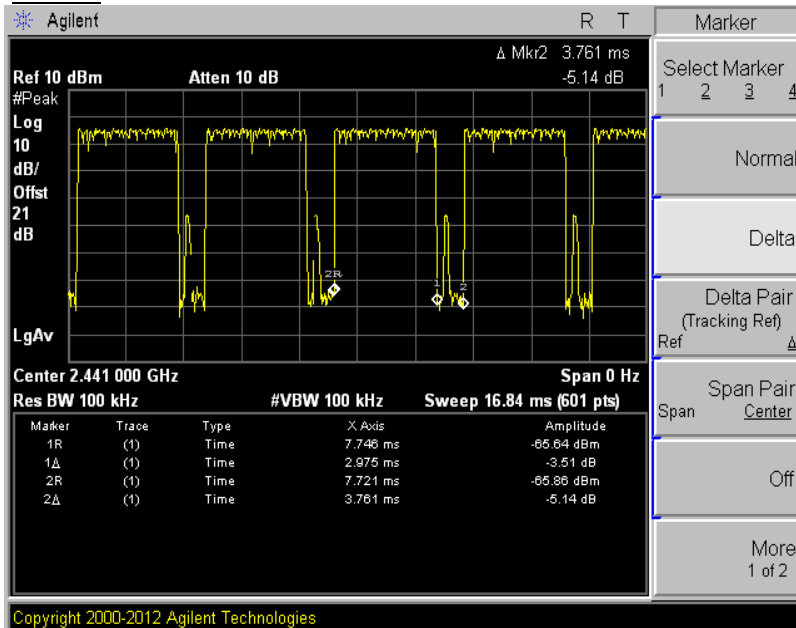 Agilent R T
Δ Mkr2 3.761 ms
-5.14 dB
Ref 10 dBm Atten 10 dB
#Peak
Log
10
dB/
Offst
21
dB
LgAv
2R
1
2
Center 2.441 000 GHz Span 0 Hz
Res BW 100 kHz #VBW 100 kHz Sweep 16.84 ms (601 pts)
Marker Trace Type X Axis Amplitude
1R (1) Time 7.746 ms -65.64 dBm
1Δ (1) Time 2.975 ms -3.51 dB
2R (1) Time 7.721 ms -65.86 dBm
2Δ (1) Time 3.761 ms -5.14 dB
Copyright 2000-2012 Agilent Technologies
Marker
Select Marker
1 2 3 4
Normal
Delta
Delta Pair
(Tracking Ref)
Ref Δ
Span Pair
Span Center
Off
More
1 of 2